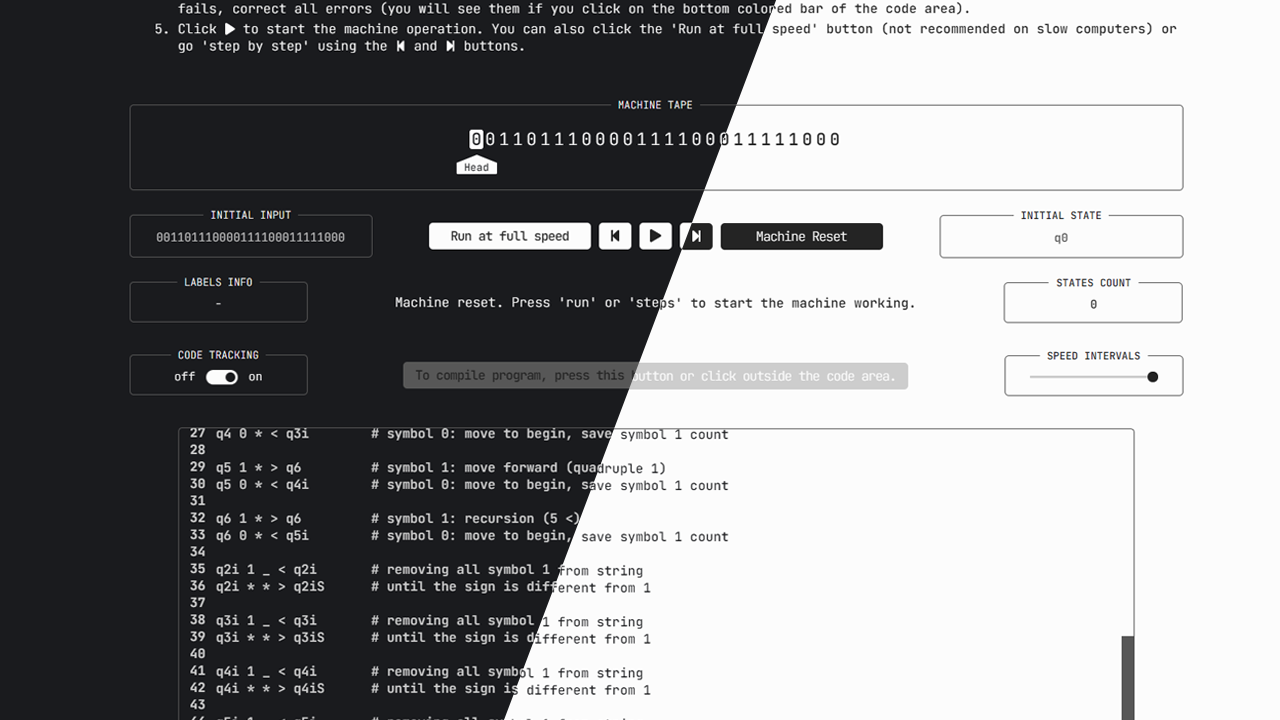 fails, correct all errors (you will see them if you click on the bottom colored bar of the code area).
5. Click ▶ to start the machine operation. You can also click the 'Run at full speed' button (not recommended on slow computers) or
go 'step by step' using the ⏮ and ⏭ buttons.
MACHINE TAPE
001101110000111100011111000
Head
INITIAL INPUT
001101110000111100011111000
Run at full speed
Machine Reset
INITIAL STATE
q0
LABELS INFO
-
Machine reset. Press 'run' or 'steps' to start the machine working.
STATES COUNT
0
CODE TRACKING
off on
To compile program, press this button or click outside the code area.
SPEED INTERVALS
27 q4 0 * < q3i # symbol 0: move to begin, save symbol 1 count
28
29 q5 1 * > q6 # symbol 1: move forward (quadruple 1)
30 q5 0 * < q4i # symbol 0: move to begin, save symbol 1 count
31
32 q6 1 * > q6 # symbol 1: recursion (5 <)
33 q6 0 * < q5i # symbol 0: move to begin, save symbol 1 count
34
35 q2i 1 _ < q2i # removing all symbol 1 from string
36 q2i * * > q2iS # until the sign is different from 1
37
38 q3i 1 _ < q3i # removing all symbol 1 from string
39 q3i * * > q3iS # until the sign is different from 1
40
41 q4i 1 _ < q4i # removing all symbol 1 from string
42 q4i * * > q4iS # until the sign is different from 1
43